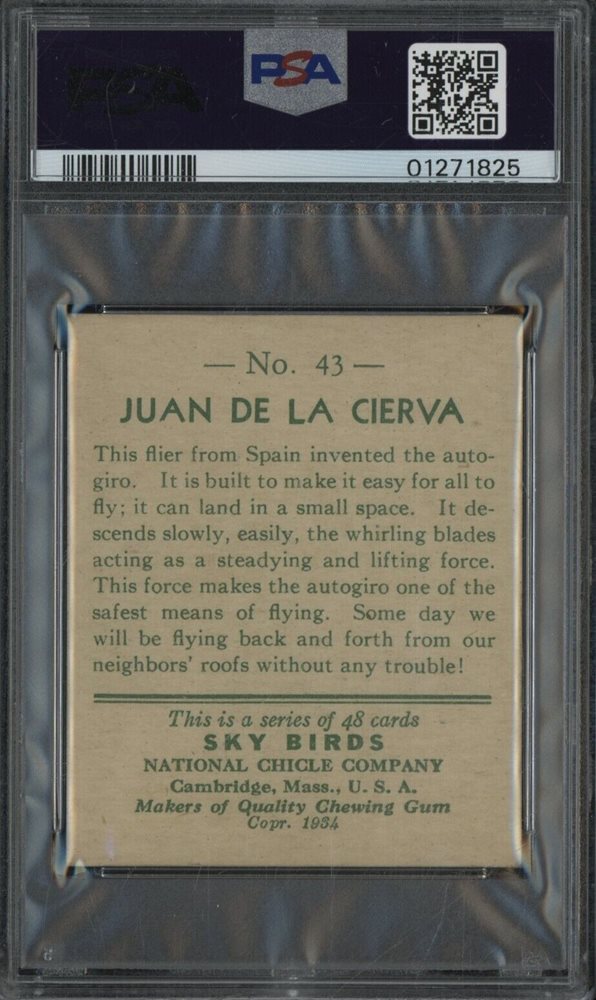 PSA
PSA
01271825
— No. 43 —
JUAN DE LA CIERVA
This flier from Spain invented the auto-
giro. It is built to make it easy for all to
fly; it can land in a small space. It de-
scends slowly, easily, the whirling blades
acting as a steadying and lifting force.
This force makes the autogiro one of the
safest means of flying. Some day we
will be flying back and forth from our
neighbors' roofs without any trouble!
This is a series of 48 cards
SKY BIRDS
NATIONAL CHICLE COMPANY
Cambridge, Mass., U. S. A.
Makers of Quality Chewing Gum
Copr. 1934